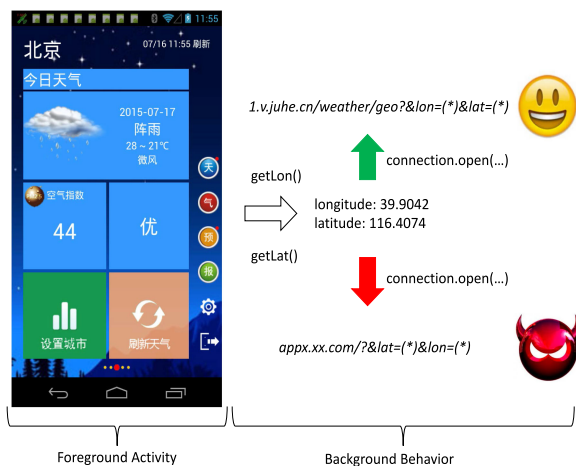 11:55
北京
07/16 11:55 刷新
今日天气
2015-07-17
阵雨
28 ~ 21℃
微风
空气指数
44
优
天
气
预
报
设置城市
刷新天气
1.v.juhe.cn/weather/geo?&lon=(*)&lat=(*)
connection.open(...)
getLon()
longitude: 39.9042
latitude: 116.4074
getLat()
connection.open(...)
appx.xx.com/?&lat=(*)&lon=(*)
Foreground Activity
Background Behavior